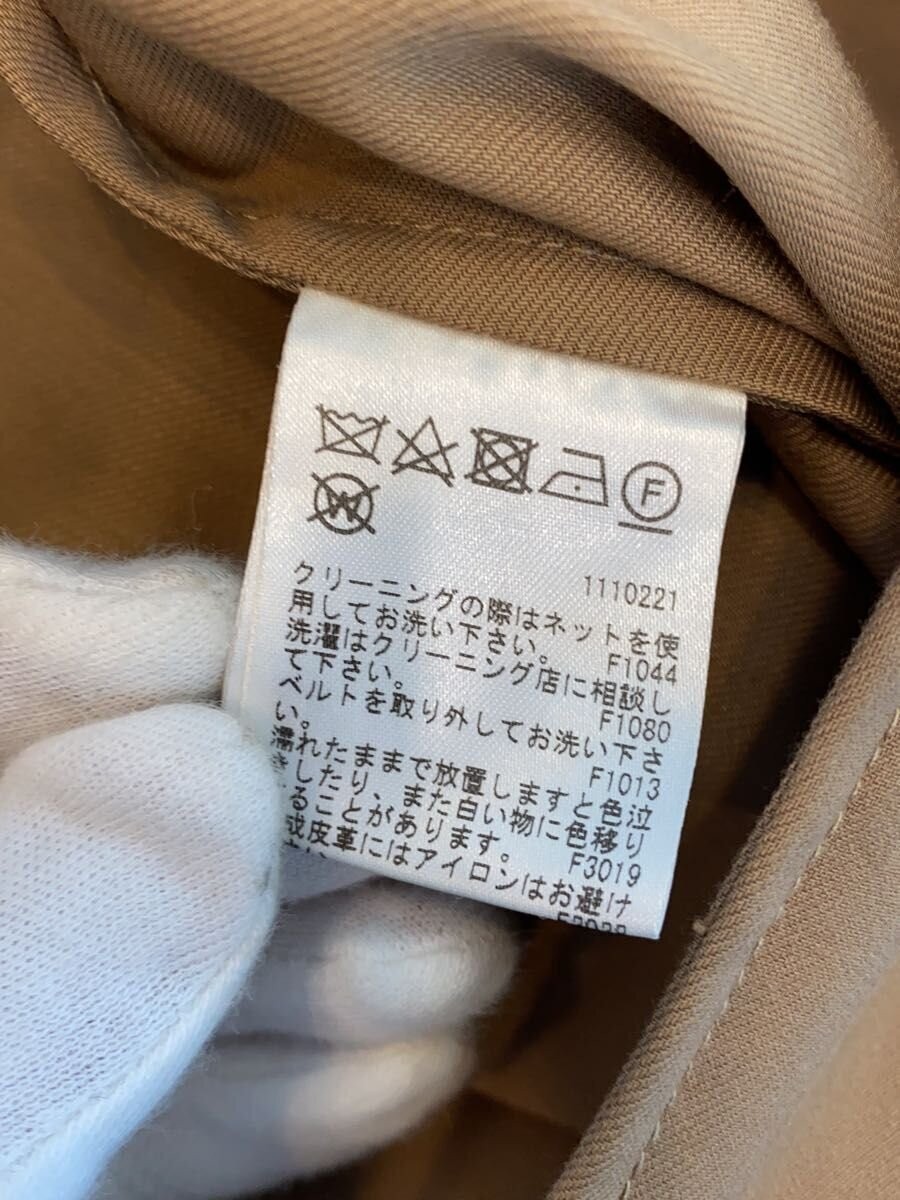 F
W
1110221
クリーニングの際はネットを使
用してお洗い下さい。 F1044
洗濯はクリーニング店に相談し
て下さい。 F1080
ベルトを取り外してお洗い下さ
い。 F1013
濡れたままで放置しますと色泣
きしたり、また白い物に色移り
ることがあります。 F3019
成皮革にはアイロンはお避け